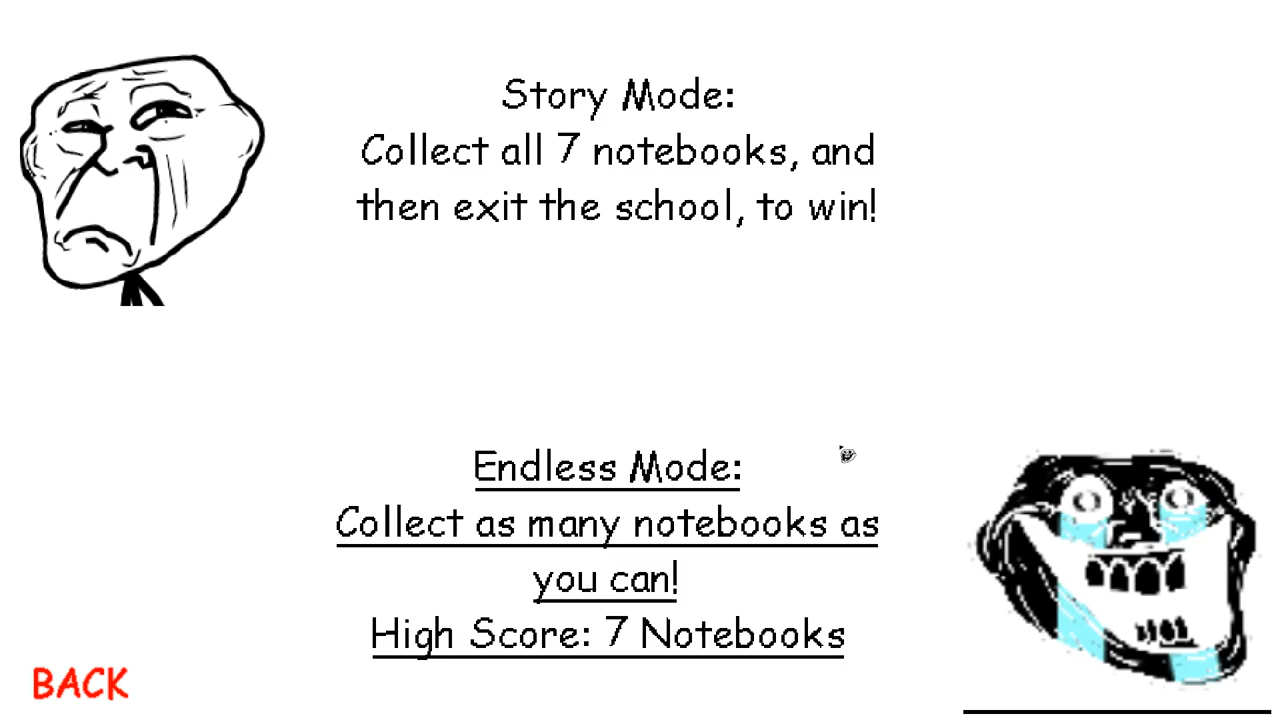 Story Mode:
Collect all 7 notebooks, and
then exit the school, to win!
Endless Mode:
Collect as many notebooks as
you can!
High Score: 7 Notebooks
BACK